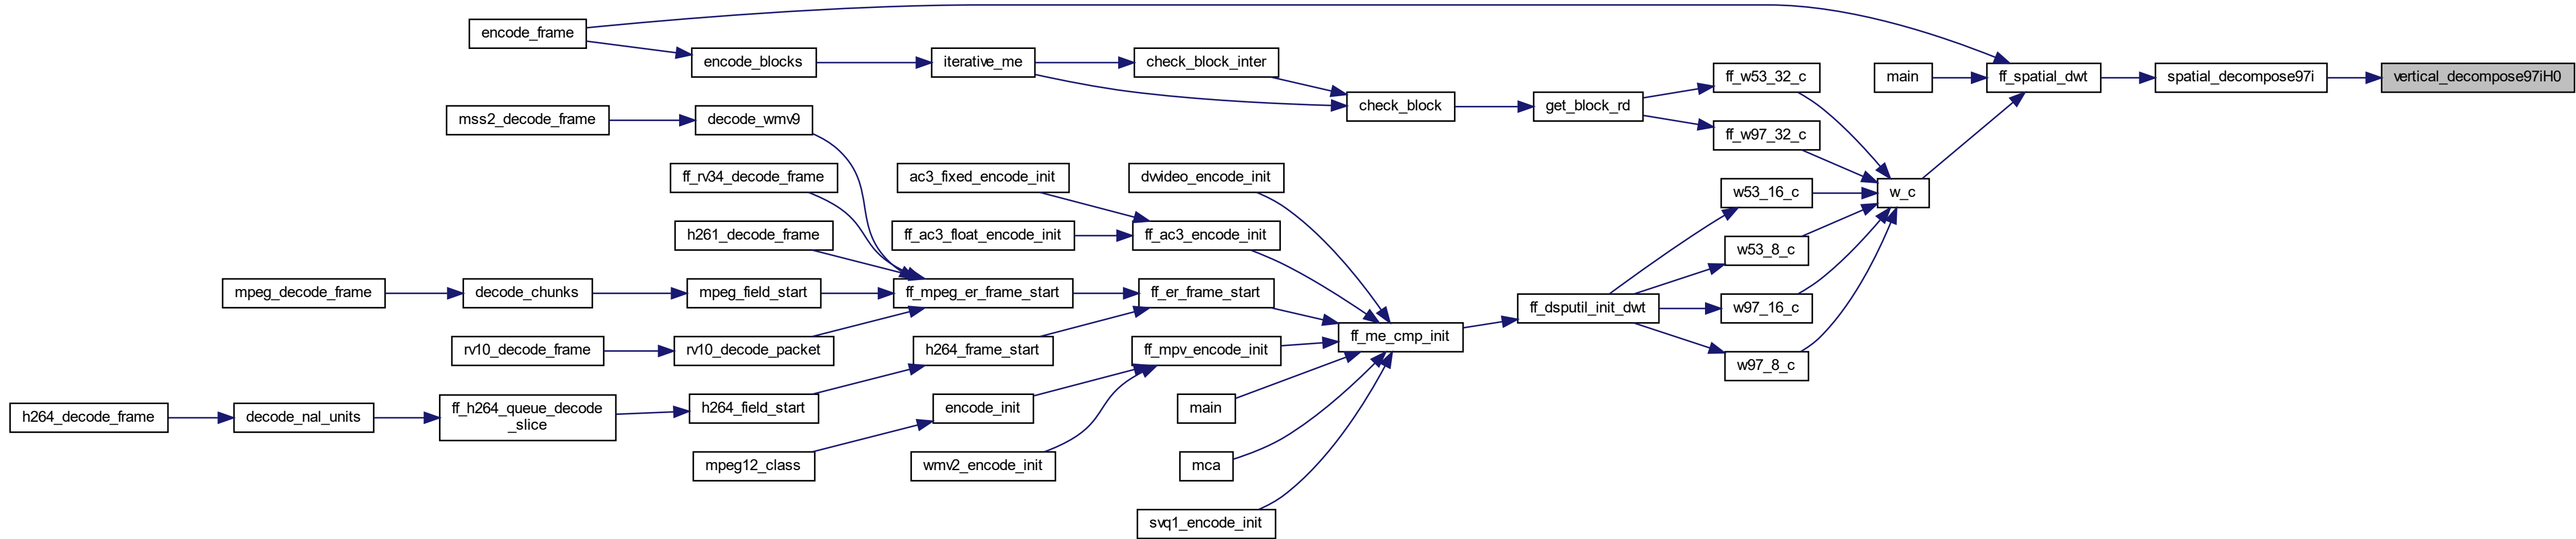 encode_frame
encode_blocks
iterative_me
check_block_inter
ff_w53_32_c
main
ff_spatial_dwt
spatial_decompose97i
vertical_decompose97iH0
mss2_decode_frame
decode_wmv9
check_block
get_block_rd
ff_w97_32_c
ff_rv34_decode_frame
ac3_fixed_encode_init
dvvideo_encode_init
w53_16_c
w_c
h261_decode_frame
ff_ac3_float_encode_init
ff_ac3_encode_init
w53_8_c
mpeg_decode_frame
decode_chunks
mpeg_field_start
ff_mpeg_er_frame_start
ff_er_frame_start
ff_dsputil_init_dwt
w97_16_c
rv10_decode_frame
rv10_decode_packet
h264_frame_start
ff_mpv_encode_init
ff_me_cmp_init
w97_8_c
h264_decode_frame
decode_nal_units
ff_h264_queue_decode
_slice
h264_field_start
encode_init
main
mpeg12_class
wmv2_encode_init
mca
svq1_encode_init